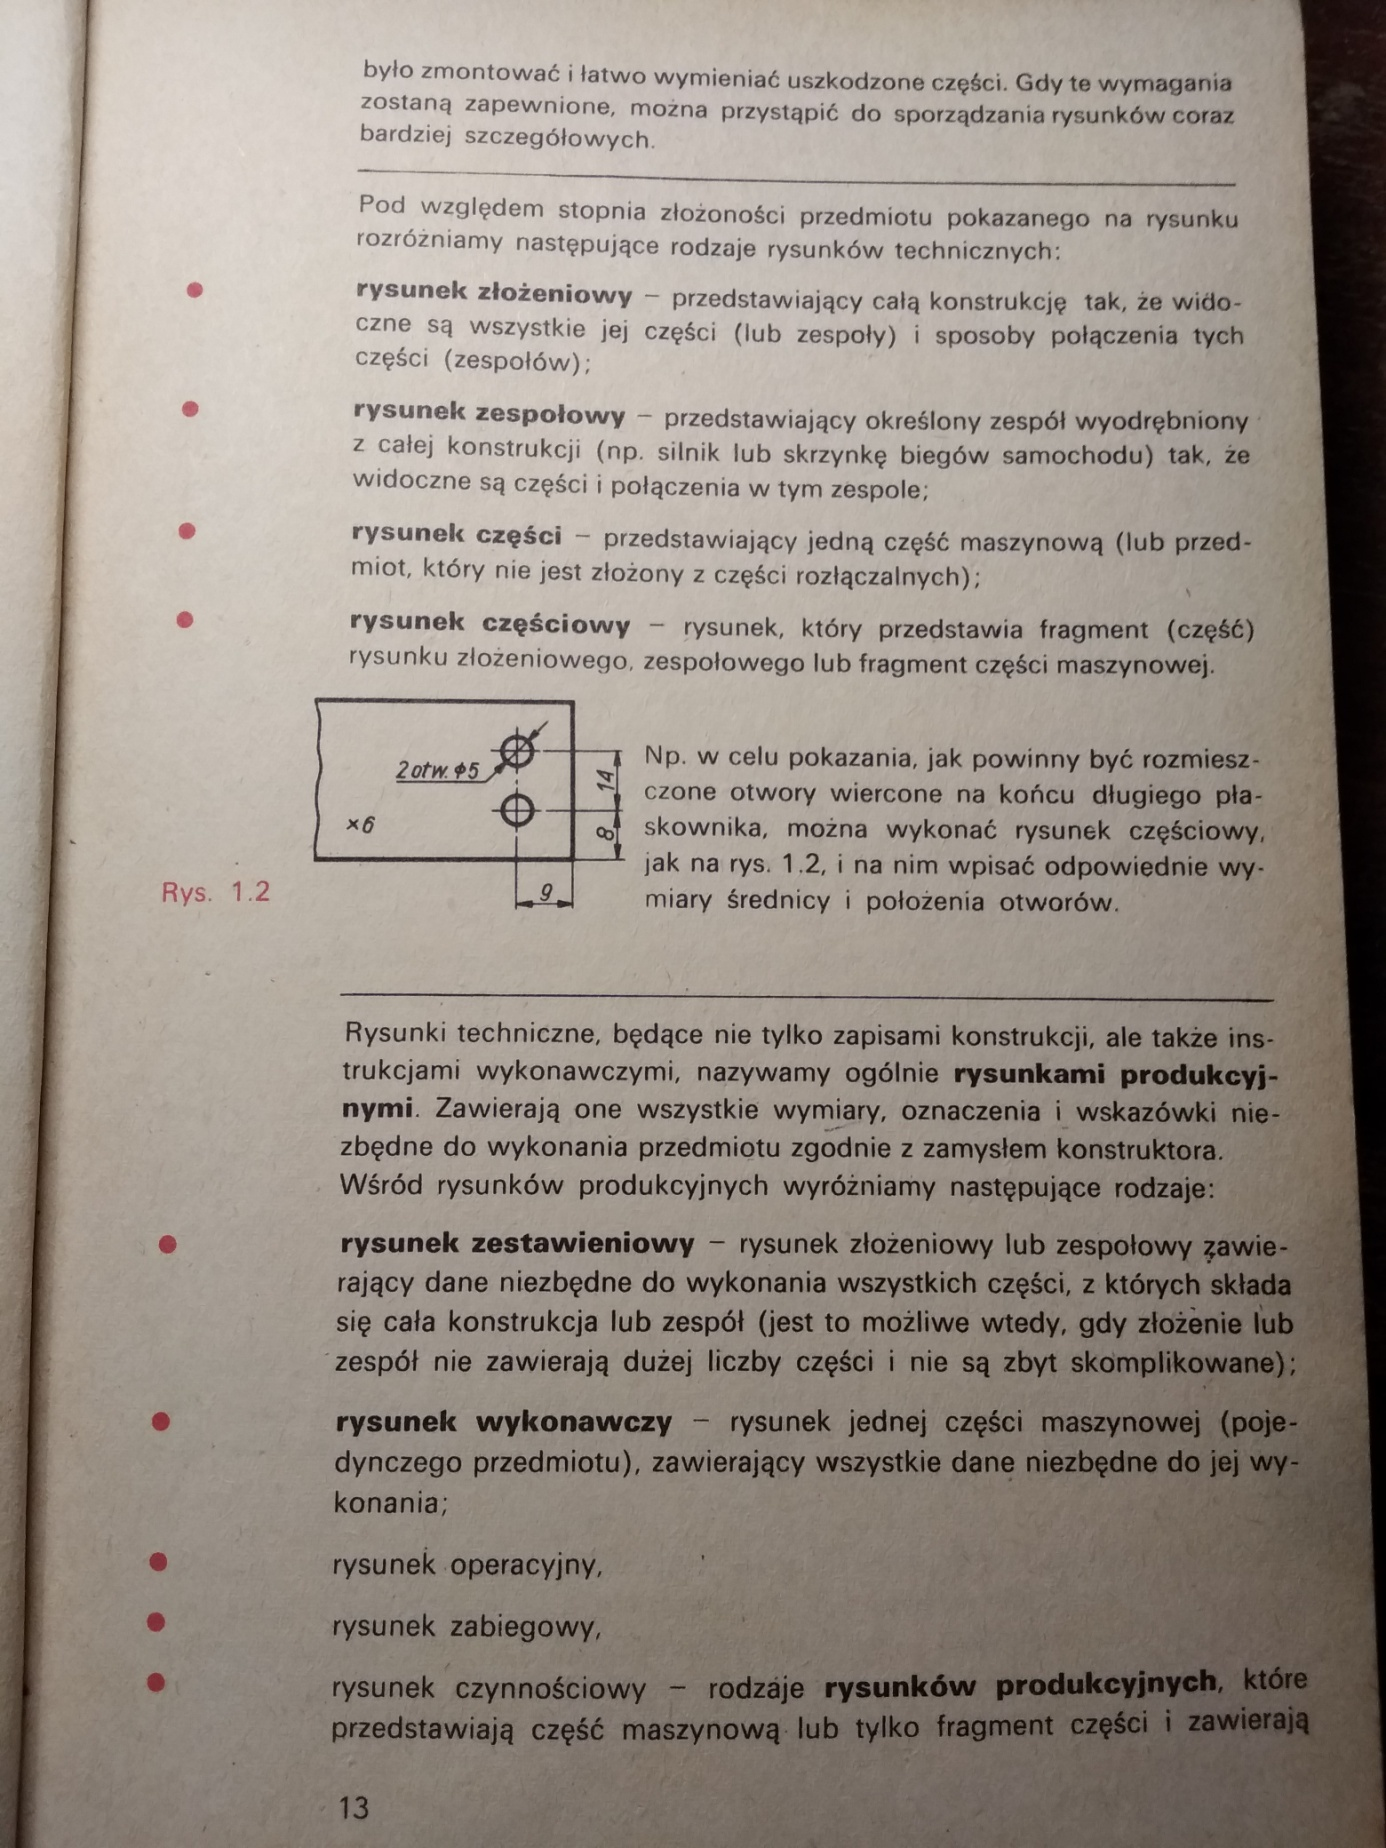 było zmontować i łatwo wymieniać uszkodzone części. Gdy te wymagania
zostaną zapewnione, można przystąpić do sporządzania rysunków coraz
bardziej szczegółowych.
Pod względem stopnia złożoności przedmiotu pokazanego na rysunku
rozróżniamy następujące rodzaje rysunków technicznych:
rysunek złożeniowy – przedstawiający całą konstrukcję tak, że wido-
czne są wszystkie jej części (lub zespoły) i sposoby połączenia tych
części (zespołów);
rysunek zespołowy – przedstawiający określony zespół wyodrębniony
z całej konstrukcji (np. silnik lub skrzynkę biegów samochodu) tak, że
widoczne są części i połączenia w tym zespole;
rysunek części – przedstawiający jedną część maszynową (lub przed-
miot, który nie jest złożony z części rozłączalnych);
rysunek częściowy – rysunek, który przedstawia fragment (część)
rysunku złożeniowego, zespołowego lub fragment części maszynowej.
2 otw. ϕ5
×6
14
8
9
Rys. 1.2
Np. w celu pokazania, jak powinny być rozmiesz-
czone otwory wiercone na końcu długiego pła-
skownika, można wykonać rysunek częściowy,
jak na rys. 1.2, i na nim wpisać odpowiednie wy-
miary średnicy i położenia otworów.
Rysunki techniczne, będące nie tylko zapisami konstrukcji, ale także ins-
trukcjami wykonawczymi, nazywamy ogólnie rysunkami produkcyj-
nymi. Zawierają one wszystkie wymiary, oznaczenia i wskazówki nie-
zbędne do wykonania przedmiotu zgodnie z zamysłem konstruktora.
Wśród rysunków produkcyjnych wyróżniamy następujące rodzaje:
rysunek zestawieniowy – rysunek złożeniowy lub zespołowy zawie-
rający dane niezbędne do wykonania wszystkich części, z których składa
się cała konstrukcja lub zespół (jest to możliwe wtedy, gdy złożenie lub
zespół nie zawierają dużej liczby części i nie są zbyt skomplikowane);
rysunek wykonawczy – rysunek jednej części maszynowej (poje-
dynczego przedmiotu), zawierający wszystkie dane niezbędne do jej wy-
konania;
rysunek operacyjny,
rysunek zabiegowy,
rysunek czynnościowy – rodzaje rysunków produkcyjnych, które
przedstawiają część maszynową lub tylko fragment części i zawierają
13